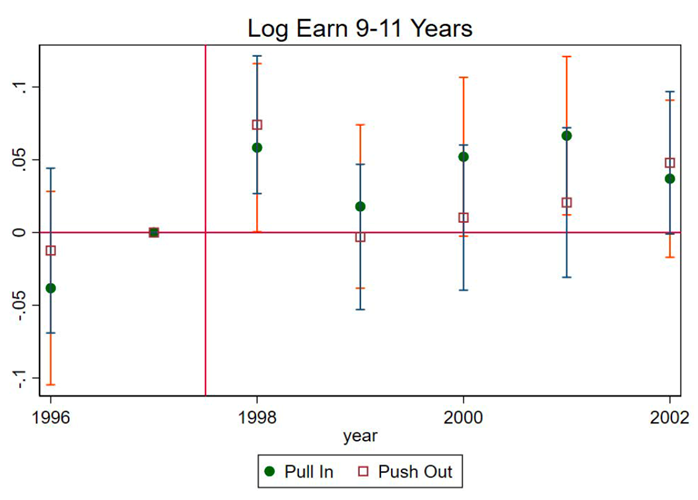 Log Earn 9-11 Years
.1
.05
0
-.05
-.1
1996 1998 2000 2002
year
Pull In Push Out